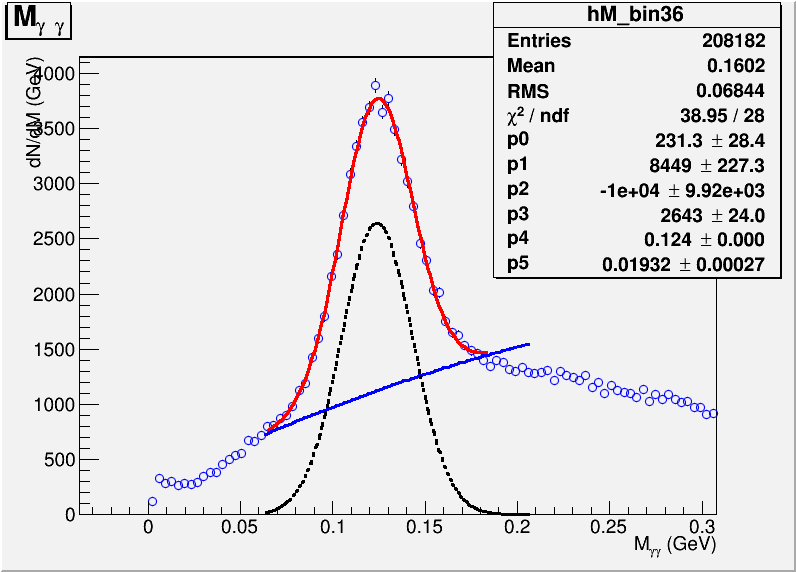 Mγ γ
hM_bin36
Entries 208182
Mean 0.1602
RMS 0.06844
χ² / ndf 38.95 / 28
p0 231.3 ± 28.4
p1 8449 ± 227.3
p2 -1e+04 ± 9.92e+03
p3 2643 ± 24.0
p4 0.124 ± 0.000
p5 0.01932 ± 0.00027
dN/dM (GeV)
4000
3500
3000
2500
2000
1500
1000
500
0
0 0.05 0.1 0.15 0.2 0.25 0.3
Mγγ (GeV)